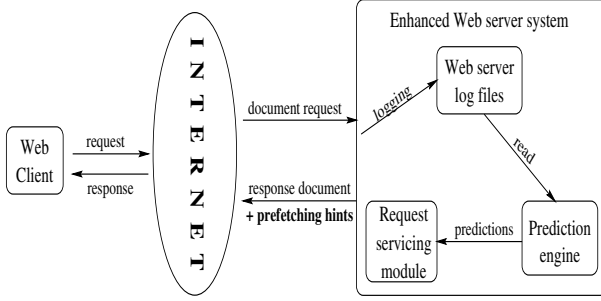 Enhanced Web server system
INTERNET
Web server
log files
logging
document request
read
Web
Client
request
response
response document
+ prefetching hints
Request
servicing
module
predictions
Prediction
engine